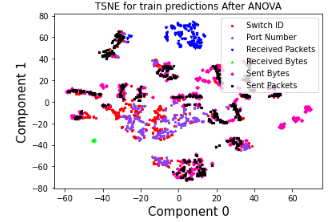 TSNE for train predictions After ANOVA
80
60
40
20
0
−20
−40
−60
−80
Component 1
Switch ID
Port Number
Received Packets
Received Bytes
Sent Bytes
Sent Packets
−60 −40 −20 0 20 40 60
Component 0